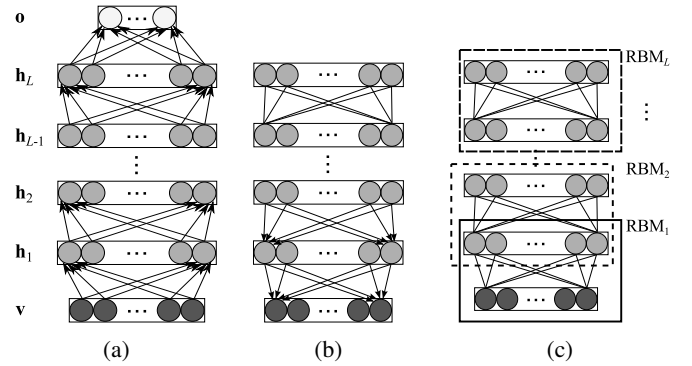 o
h_L
h_{L-1}
h_2
h_1
v
RBM_L
RBM_2
RBM_1
(a)
(b)
(c)